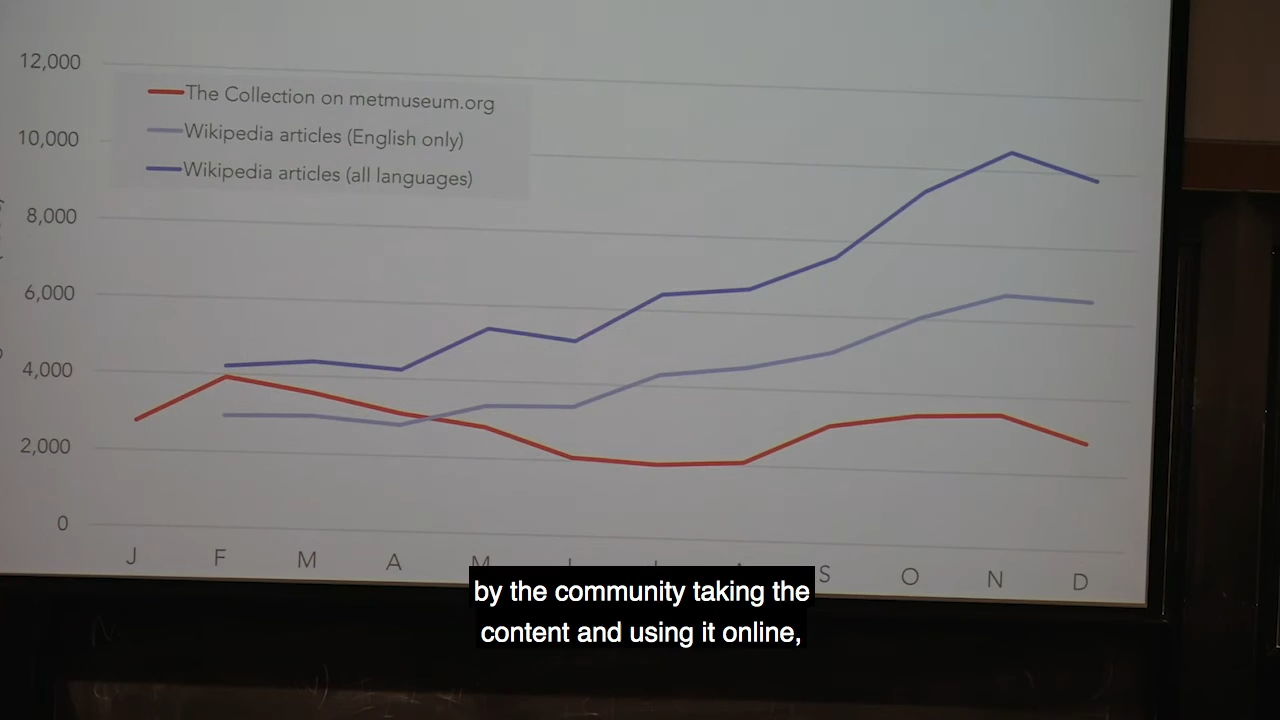 12,000
The Collection on metmuseum.org
10,000
Wikipedia articles (English only)
Wikipedia articles (all languages)
8,000
6,000
4,000
2,000
0
J F M A M S O N D
by the community taking the
content and using it online,